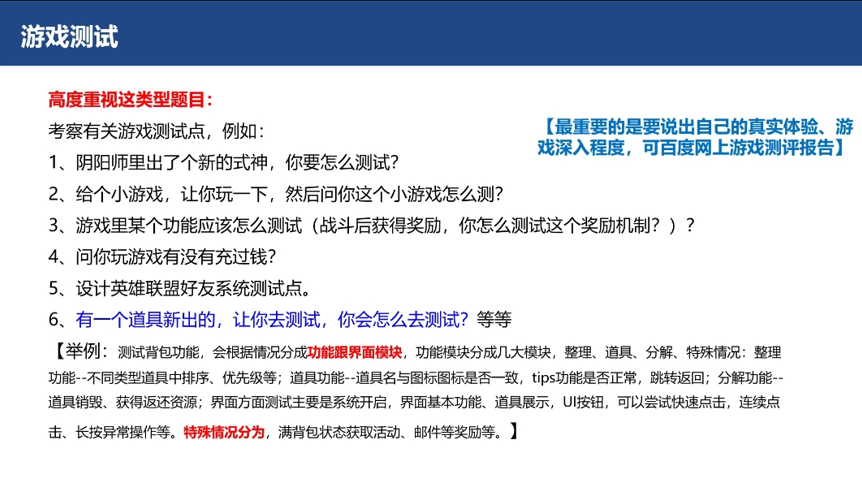 游戏测试
高度重视这类型题目：
考察有关游戏测试点，例如：
【最重要的是要说出自己的真实体验、游
戏深入程度，可百度网上游戏测评报告】
1、阴阳师里出了个新的式神，你要怎么测试？
2、给个小游戏，让你玩一下，然后问你这个小游戏怎么测？
3、游戏里某个功能应该怎么测试（战斗后获得奖励，你怎么测试这个奖励机制？）？
4、问你玩游戏有没有充过钱？
5、设计英雄联盟好友系统测试点。
6、有一个道具新出的，让你去测试，你会怎么去测试？等等
【举例：测试背包功能，会根据情况分成功能跟界面模块，功能模块分成几大模块，整理、道具、分解、特殊情况：整理
功能--不同类型道具中排序、优先级等；道具功能--道具名与图标图标是否一致，tips功能是否正常，跳转返回；分解功能--
道具销毁、获得返还资源；界面方面测试主要是系统开启，界面基本功能、道具展示，UI按钮，可以尝试快速点击，连续点
击、长按异常操作等。特殊情况分为，满背包状态获取活动、邮件等奖励等。】